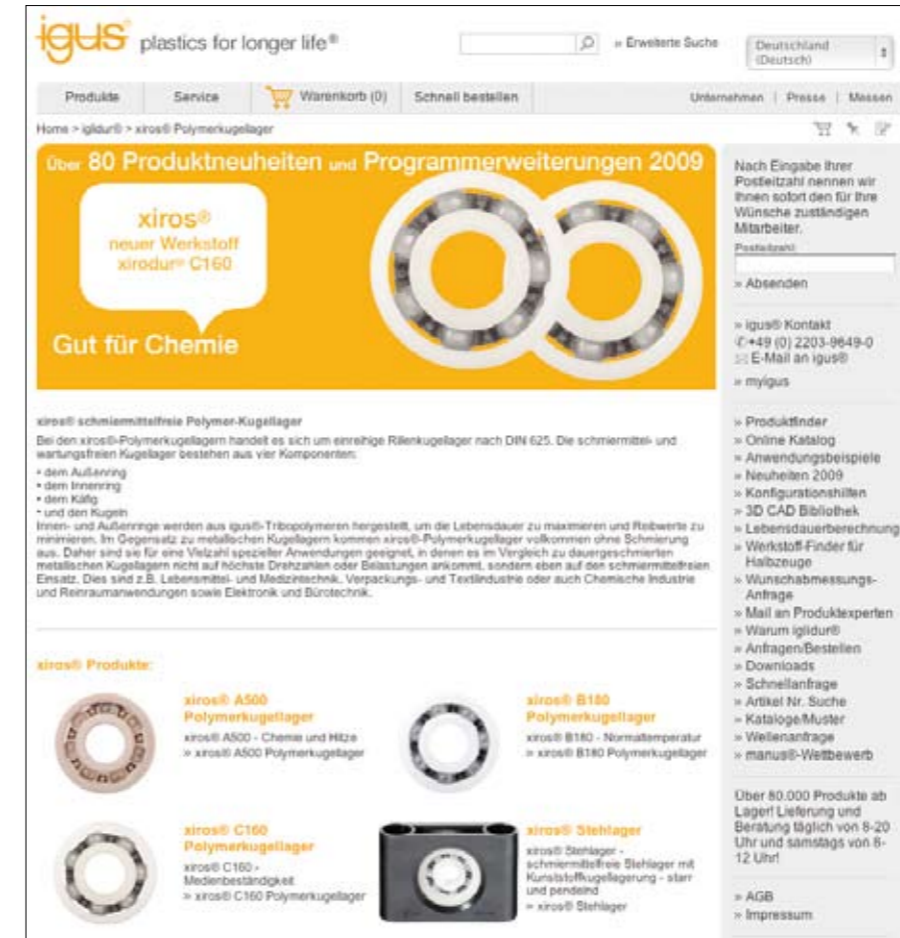 igus® plastics for longer life®
» Erweiterte Suche
Deutschland
(Deutsch)
Produkte Service Warenkorb (0) Schnell bestellen Unternehmen | Presse | Messen
Home > iglidur® > xiros® Polymerkugellager
Über 80 Produktneuheiten und Programmerweiterungen 2009
xiros®
neuer Werkstoff
xirodur® C160
Gut für Chemie
xiros® schmiermittelfreie Polymer-Kugellager
Bei den xiros®-Polymerkugellagern handelt es sich um einreihige Rillenkugellager nach DIN 625. Die schmiermittel- und
wartungsfreien Kugellager bestehen aus vier Komponenten:
• dem Außenring
• dem Innenring
• dem Käfig
• und den Kugeln
Innen- und Außenringe werden aus igus®-Tribopolymeren hergestellt, um die Lebensdauer zu maximieren und Reibwerte zu
minimieren. Im Gegensatz zu metallischen Kugellagern kommen xiros®-Polymerkugellager vollkommen ohne Schmierung
aus. Daher sind sie für eine Vielzahl spezieller Anwendungen geeignet, in denen es im Vergleich zu dauergeschmierten
metallischen Kugellagern nicht auf höchste Drehzahlen oder Belastungen ankommt, sondern eben auf den schmiermittelfreien
Einsatz. Dies sind z.B. Lebensmittel- und Medizintechnik, Verpackungs- und Textilindustrie oder auch Chemische Industrie
und Reinraumanwendungen sowie Elektronik und Bürotechnik.
xiros® Produkte:
xiros® A500
Polymerkugellager
xiros® A500 - Chemie und Hitze
» xiros® A500 Polymerkugellager
xiros® B180
Polymerkugellager
xiros® B180 - Normaltemperatur
» xiros® B180 Polymerkugellager
xiros® C160
Polymerkugellager
xiros® C160 -
Medienbeständigkeit
» xiros® C160 Polymerkugellager
xiros® Stehlager
xiros® Stehlager -
schmiermittelfreie Stehlager mit
Kunststoffkugellagerung - starr
und pendelnd
» xiros® Stehlager
Nach Eingabe Ihrer
Postleitzahl nennen wir
Ihnen sofort den für Ihre
Wünsche zuständigen
Mitarbeiter.
Postleitzahl:
» Absenden
» igus® Kontakt
✆+49 (0) 2203-9649-0
✉ E-Mail an igus®
» myigus
» Produktfinder
» Online Katalog
» Anwendungsbeispiele
» Neuheiten 2009
» Konfigurationshilfen
» 3D CAD Bibliothek
» Lebensdauerberechnung
» Werkstoff-Finder für
Halbzeuge
» Wunschabmessungs-
Anfrage
» Mail an Produktexperten
» Warum iglidur®
» Anfragen/Bestellen
» Downloads
» Schnellanfrage
» Artikel Nr. Suche
» Kataloge/Muster
» Wellenanfrage
» manus®-Wettbewerb
Über 80.000 Produkte ab
Lager! Lieferung und
Beratung täglich von 8-20
Uhr und samstags von 8-
12 Uhr!
» AGB
» Impressum